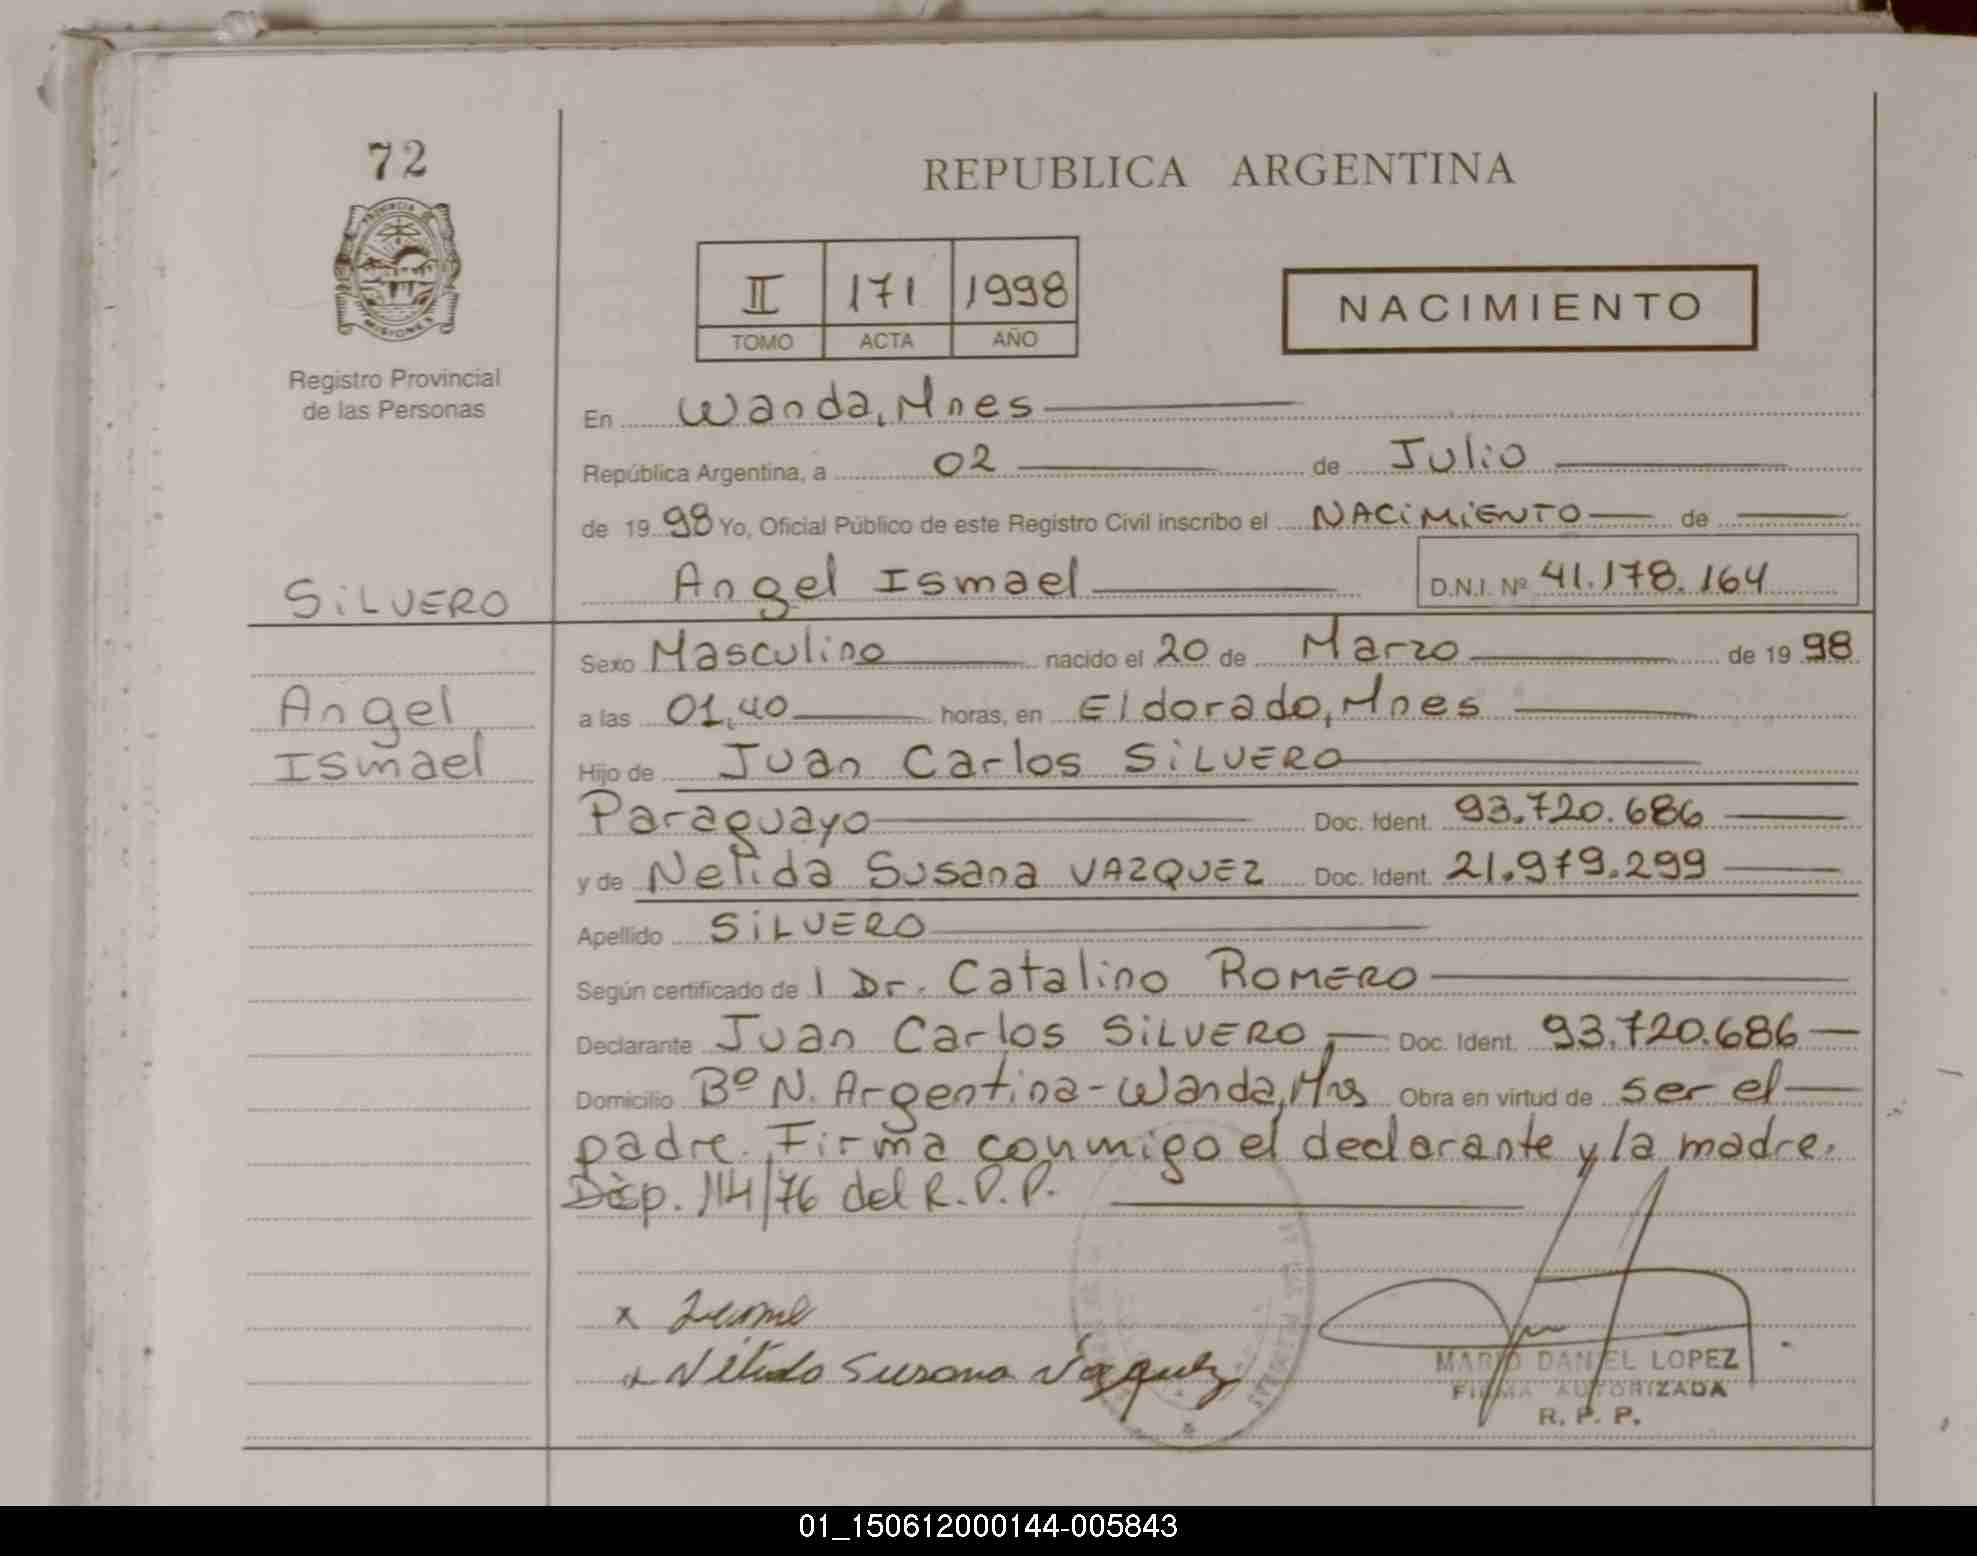 72
PROVINCIA DE
MISIONES
Registro Provincial
de las Personas
REPUBLICA ARGENTINA
II 171 1998
TOMO ACTA AÑO
NACIMIENTO
En Wanda, Mnes
República Argentina, a 02 de Julio
de 1998 Yo, Oficial Público de este Registro Civil inscribo el NACIMIENTO de
SILVERO
Angel Ismael D.N.I. Nº 41.178.164
Angel
Ismael
Sexo Masculino nacido el 20 de Marzo de 1998
a las 01,40 horas, en Eldorado, Mnes
Hijo de Juan Carlos SILVERO
Paraguayo Doc. Ident. 93.720.686
y de Nelida Susana VAZQUEZ Doc. Ident. 21.979.299
Apellido SILVERO
Según certificado de l Dr. Catalino ROMERO
Declarante Juan Carlos SILVERO Doc. Ident. 93.720.686
Domicilio Bº N. Argentina - Wanda, Mns Obra en virtud de ser el
padre. Firma conmigo el declarante y la madre.
Disp. 114/76 del R.P.P.
x
x Nélida Susana Vazquez
MARIO DANIEL LOPEZ
FIRMA AUTORIZADA
R. P. P.
01_150612000144-005843